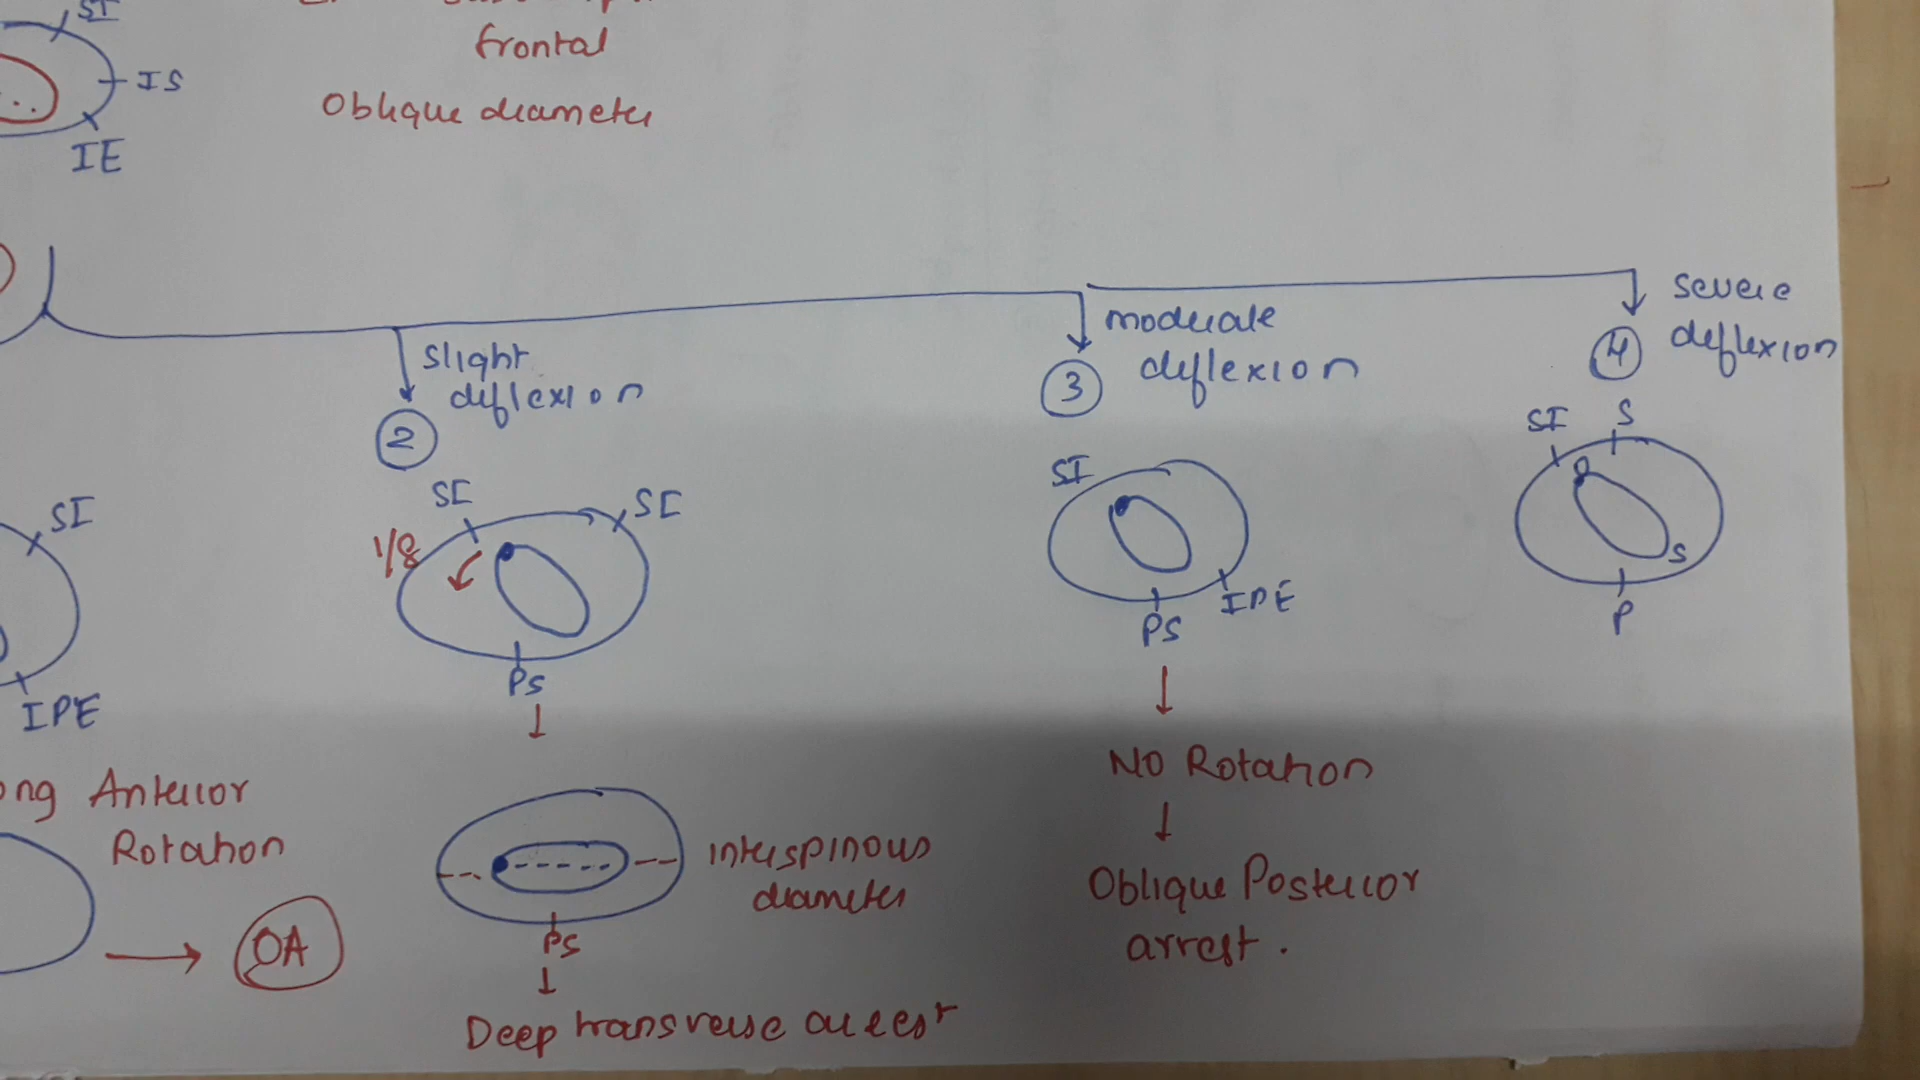 SI
frontal
IS
Oblique diameter
IE
slight
deflexion
2
moderate
deflexion
3
severe
deflexion
4
SI
SI
SI
1/8
Ps
SI
IPE
PS
SI
S
S
P
IPE
Anterior
Rotation
OA
interspinous
diameter
Ps
Deep transverse arrest
No Rotation
Oblique Posterior
arrest.